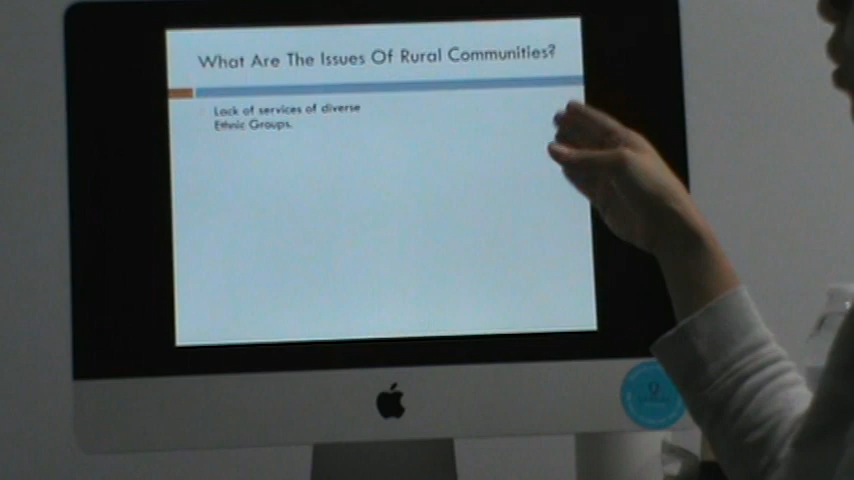 What Are The Issues Of Rural Communities?
Lack of services of diverse
Ethnic Groups.